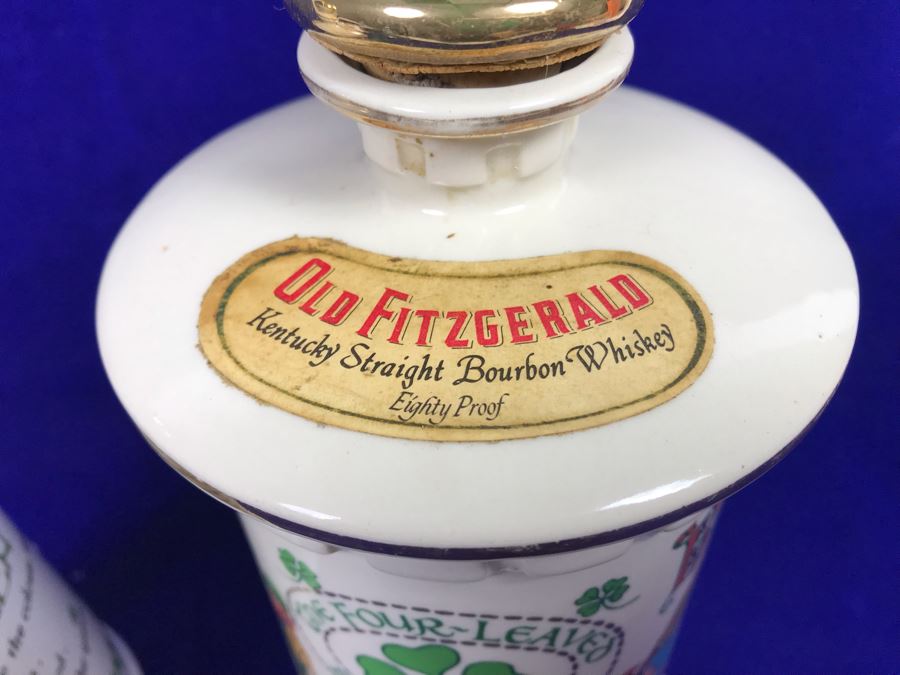 OLD FITZGERALD
Kentucky Straight Bourbon Whiskey
Eighty Proof
FOUR-LEAVED